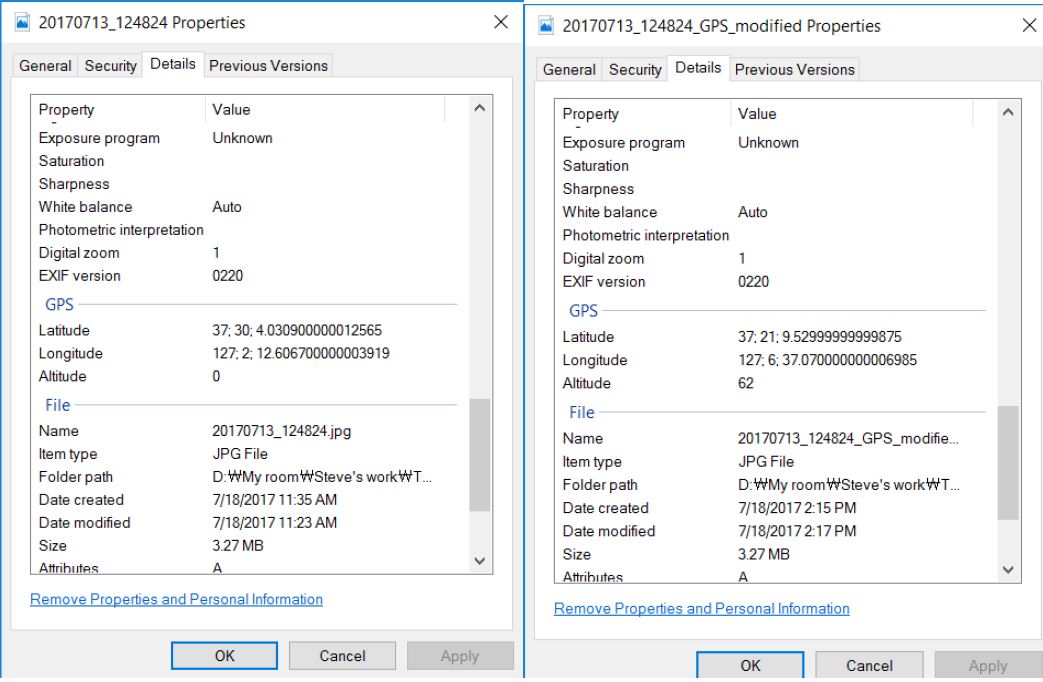 20170713_124824 Properties
General Security Details Previous Versions
Property Value
Exposure program Unknown
Saturation
Sharpness
White balance Auto
Photometric interpretation
Digital zoom 1
EXIF version 0220
GPS
Latitude 37; 30; 4.030900000012565
Longitude 127; 2; 12.606700000003919
Altitude 0
File
Name 20170713_124824.jpg
Item type JPG File
Folder path D:₩My room₩Steve's work₩T...
Date created 7/18/2017 11:35 AM
Date modified 7/18/2017 11:23 AM
Size 3.27 MB
Attributes A
Remove Properties and Personal Information
OK Cancel Apply
20170713_124824_GPS_modified Properties
General Security Details Previous Versions
Property Value
Exposure program Unknown
Saturation
Sharpness
White balance Auto
Photometric interpretation
Digital zoom 1
EXIF version 0220
GPS
Latitude 37; 21; 9.52999999999875
Longitude 127; 6; 37.070000000006985
Altitude 62
File
Name 20170713_124824_GPS_modifie...
Item type JPG File
Folder path D:₩My room₩Steve's work₩T...
Date created 7/18/2017 2:15 PM
Date modified 7/18/2017 2:17 PM
Size 3.27 MB
Attributes A
Remove Properties and Personal Information
OK Cancel Apply